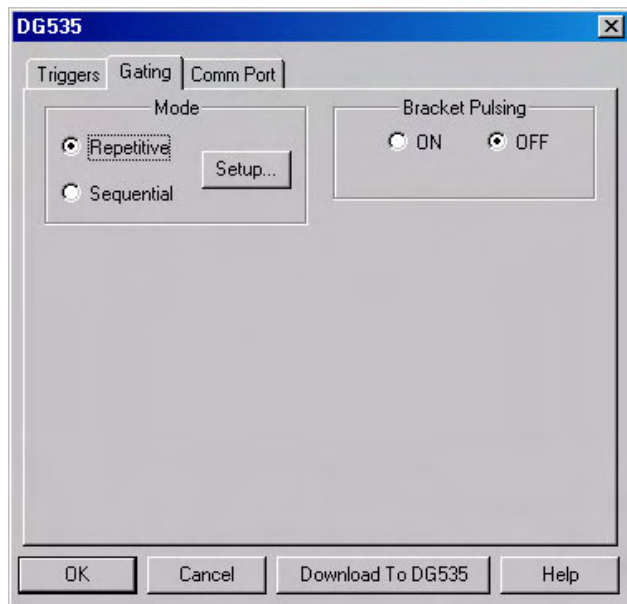 DG535
Triggers Gating Comm Port
Mode
Repetitive
Setup...
Sequential
Bracket Pulsing
ON OFF
OK Cancel Download To DG535 Help